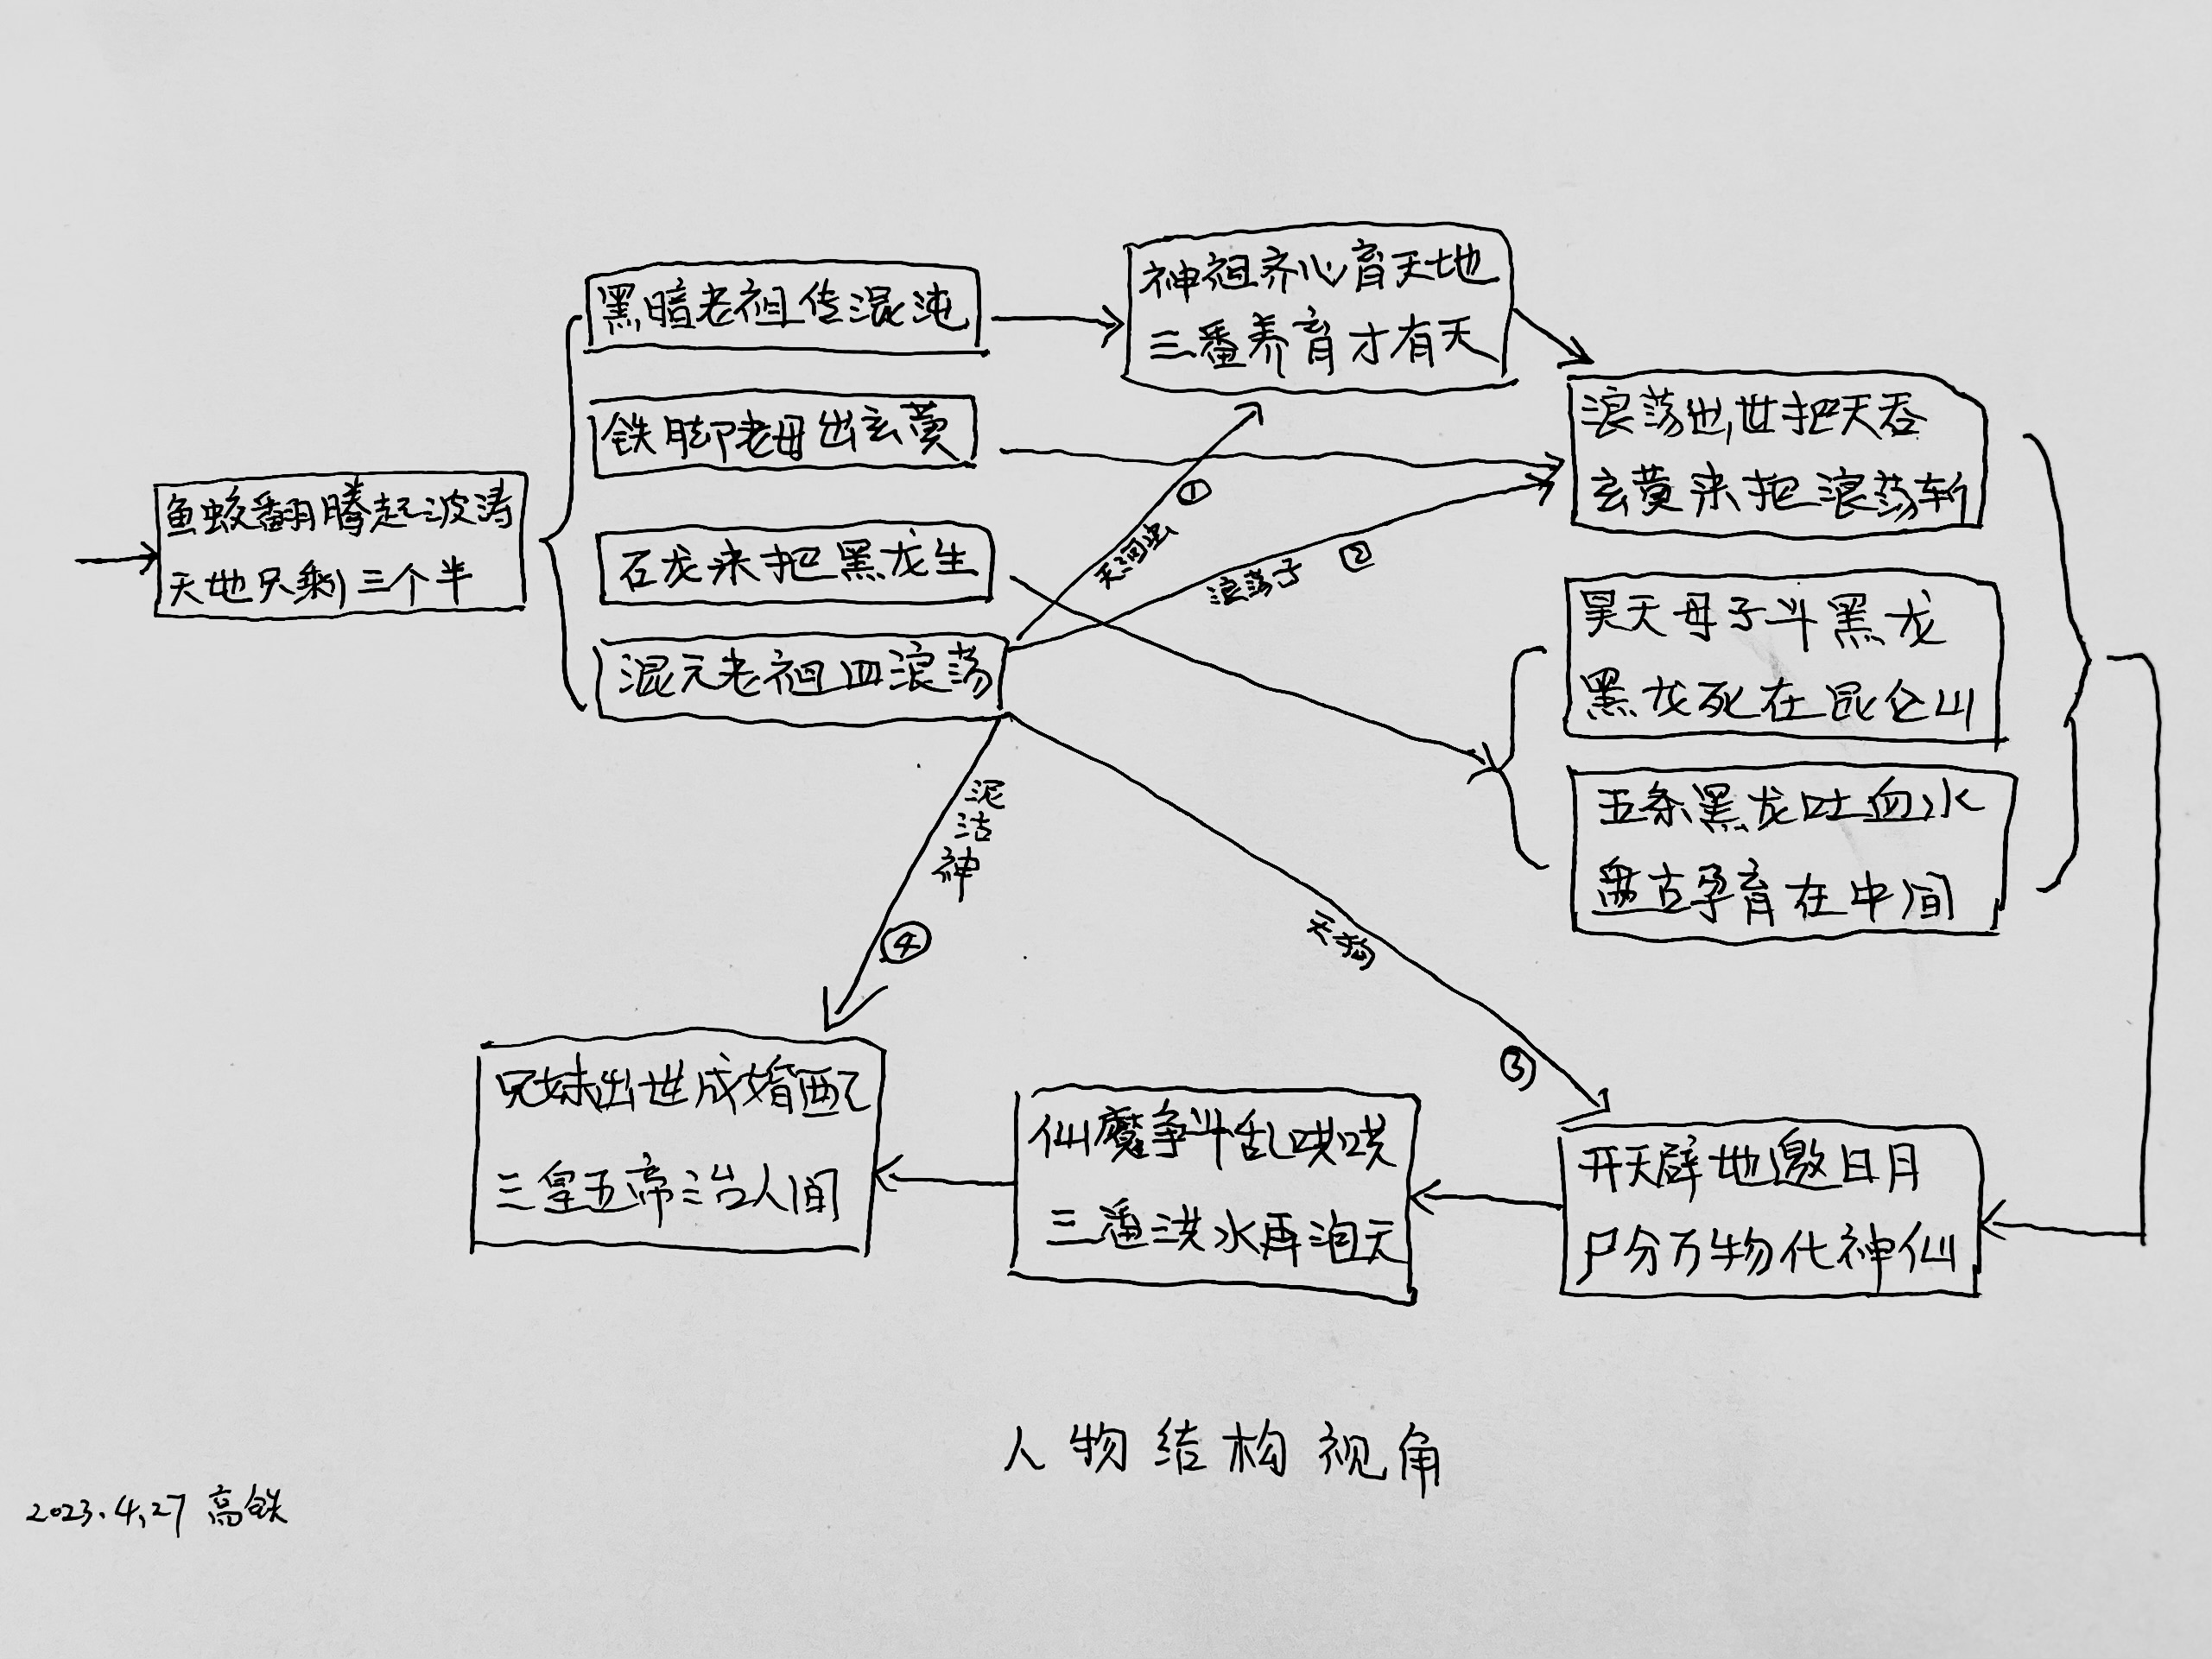 鱼蛟翻腾起波涛
天地只剩三个半
黑暗老祖传混沌
铁脚老母出玄黄
石龙来把黑龙生
混元老祖四浪荡
神祖齐心育天地
三番养育才有天
浪荡出世把天吞
玄黄来把浪荡斩
昊天母子斗黑龙
黑龙死在昆仑山
五条黑龙吐血水
盘古孕育在中间
①
天河虫
②
浪荡子
③
天狗
④
泥沽神
开天辟地邀日月
尸分万物化神仙
仙魔争斗乱哄哄
三番洪水再泡天
兄妹出世成婚配
三皇五帝治人间
人物结构视角
2023.4.27 高铁